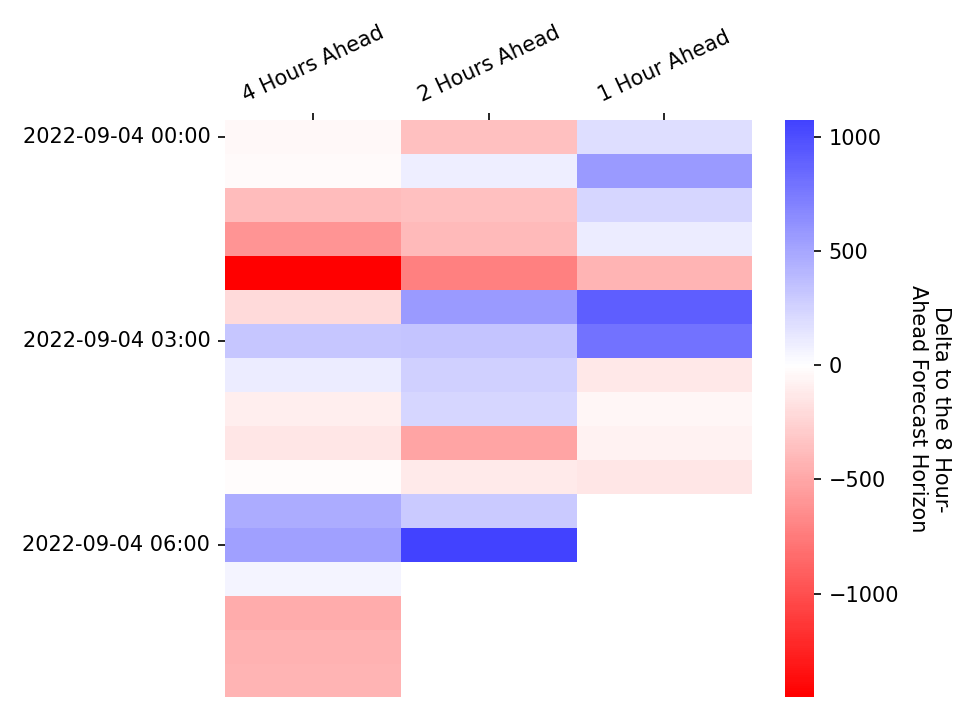 4 Hours Ahead
2 Hours Ahead
1 Hour Ahead
2022-09-04 00:00
2022-09-04 03:00
2022-09-04 06:00
1000
500
0
−500
−1000
Delta to the 8 Hour-
Ahead Forecast Horizon